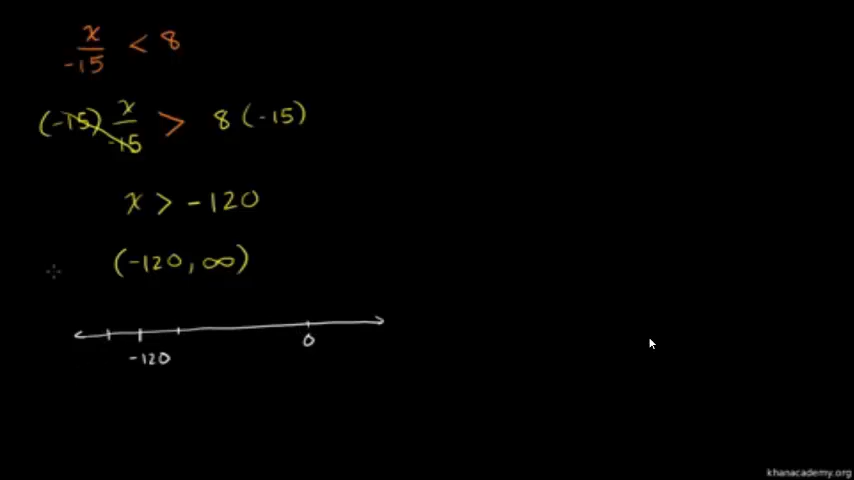 x/-15 < 8
(-15) x/-15 > 8 (-15)
x > -120
(-120, ∞)
-120 0
khanacademy.org